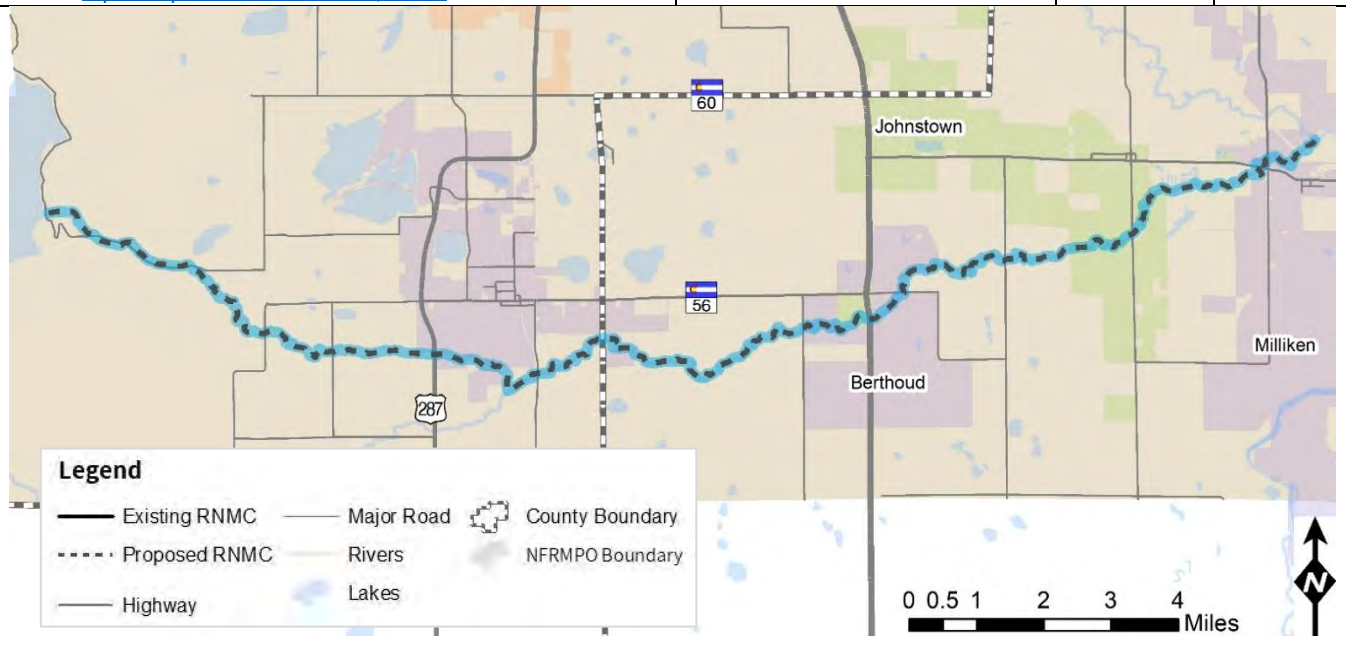 60
Johnstown
56
Milliken
Berthoud
287
Legend
Existing RNMC
Major Road
County Boundary
Proposed RNMC
Rivers
NFRMPO Boundary
Highway
Lakes
0 0.5 1 2 3 4
Miles
N